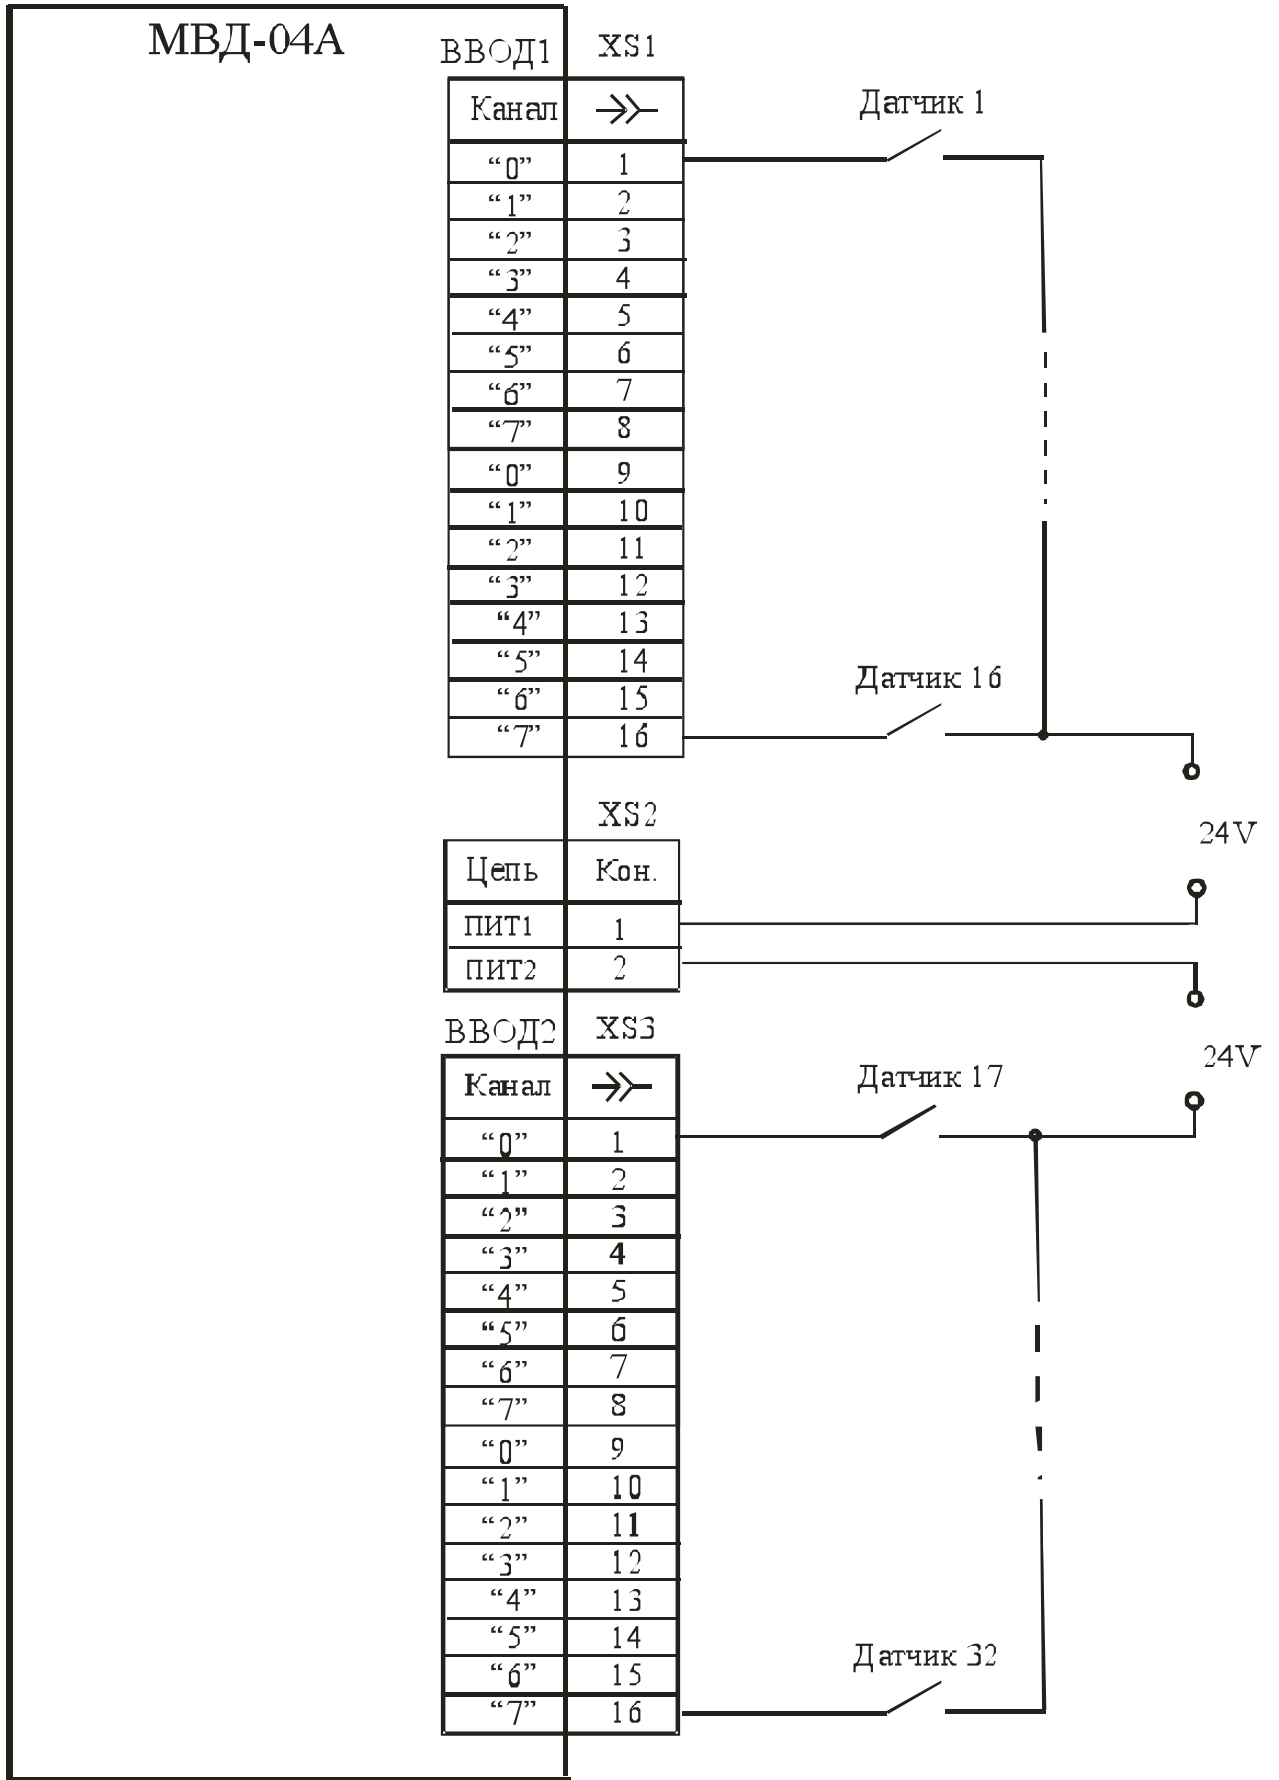 МВД-04А
ВВОД1 XS1
Канал
“0” 1
“1” 2
“2” 3
“3” 4
“4” 5
“5” 6
“6” 7
“7” 8
“0” 9
“1” 10
“2” 11
“3” 12
“4” 13
“5” 14
“6” 15
“7” 16
Датчик 1
Датчик 16
24V
XS2
Цепь Кон.
ПИТ1 1
ПИТ2 2
24V
ВВОД2 XS3
Канал
“0” 1
“1” 2
“2” 3
“3” 4
“4” 5
“5” 6
“6” 7
“7” 8
“0” 9
“1” 10
“2” 11
“3” 12
“4” 13
“5” 14
“6” 15
“7” 16
Датчик 17
Датчик 32